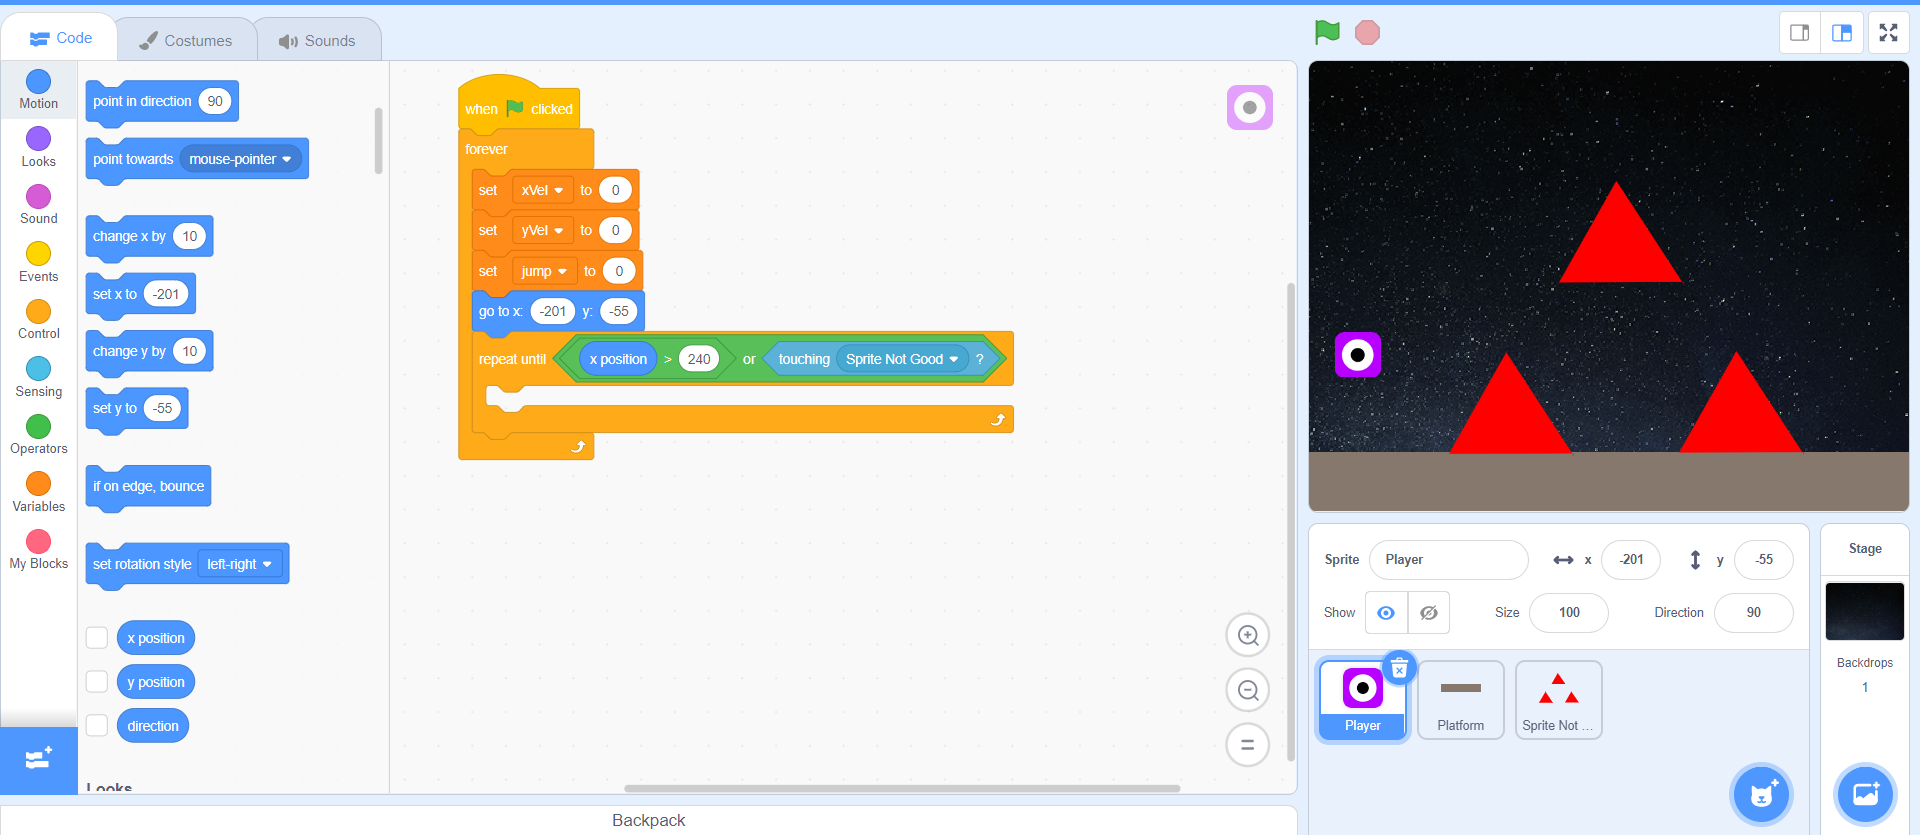 Code
Costumes
Sounds
Motion
Looks
Sound
Events
Control
Sensing
Operators
Variables
My Blocks
point in direction 90
point towards mouse-pointer
change x by 10
set x to -201
change y by 10
set y to -55
if on edge, bounce
set rotation style left-right
x position
y position
direction
Looks
when clicked
forever
set xVel to 0
set yVel to 0
set jump to 0
go to x: -201 y: -55
repeat until x position > 240 or touching Sprite Not Good ?
Backpack
Sprite Player x -201 y -55
Show Size 100 Direction 90
Player
Platform
Sprite Not ...
Stage
Backdrops
1